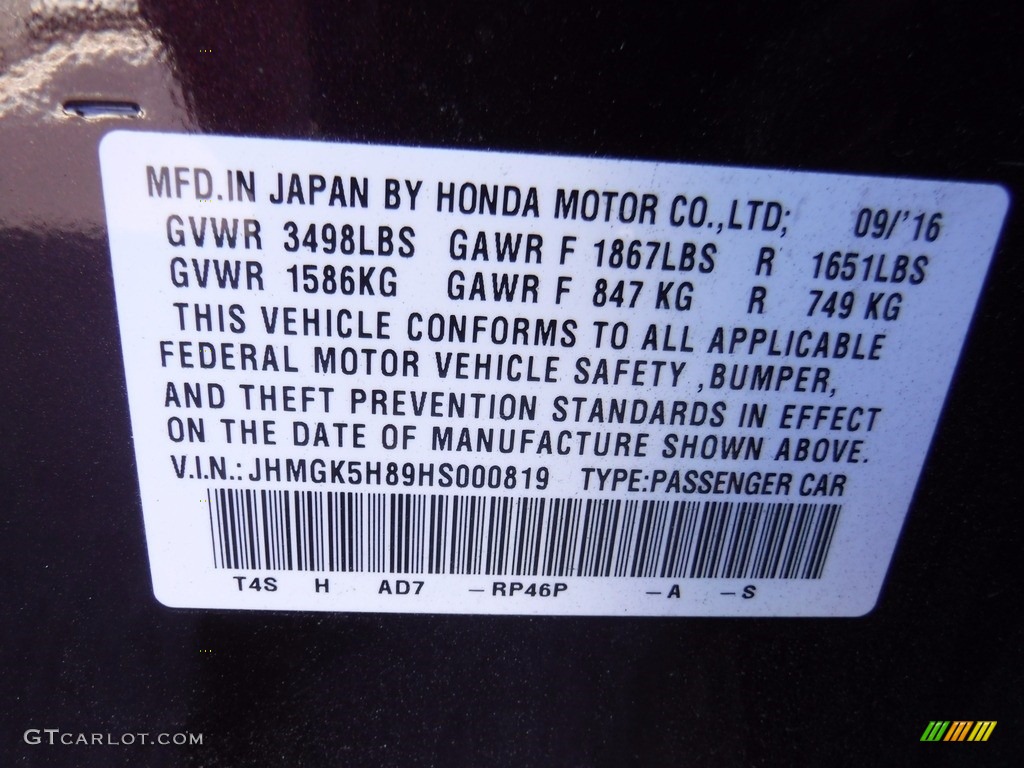 MFD.IN JAPAN BY HONDA MOTOR CO.,LTD; 09/'16
GVWR 3498LBS GAWR F 1867LBS R 1651LBS
GVWR 1586KG GAWR F 847 KG R 749 KG
THIS VEHICLE CONFORMS TO ALL APPLICABLE
FEDERAL MOTOR VEHICLE SAFETY ,BUMPER,
AND THEFT PREVENTION STANDARDS IN EFFECT
ON THE DATE OF MANUFACTURE SHOWN ABOVE.
V.I.N.: JHMGK5H89HS000819 TYPE:PASSENGER CAR
T4S H AD7 –RP46P –A –S
GTCARLOT.COM